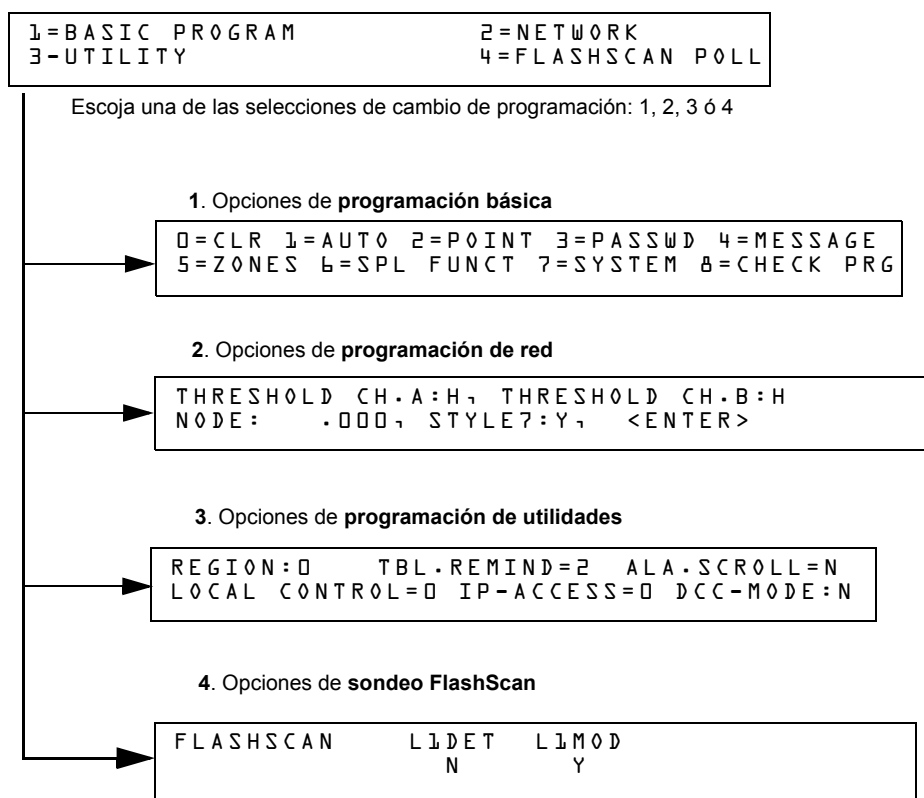 1=BASIC PROGRAM 2=NETWORK
3-UTILITY 4=FLASHSCAN POLL
Escoja una de las selecciones de cambio de programación: 1, 2, 3 ó 4
1. Opciones de programación básica
0=CLR 1=AUTO 2=POINT 3=PASSWD 4=MESSAGE
5=ZONES 6=SPL FUNCT 7=SYSTEM 8=CHECK PRG
2. Opciones de programación de red
THRESHOLD CH.A:H, THRESHOLD CH.B:H
NODE: .000, STYLE7:Y, <ENTER>
3. Opciones de programación de utilidades
REGION:0 TBL.REMIND=2 ALA.SCROLL=N
LOCAL CONTROL=0 IP-ACCESS=0 DCC-MODE:N
4. Opciones de sondeo FlashScan
FLASHSCAN L1DET L1MOD
N Y